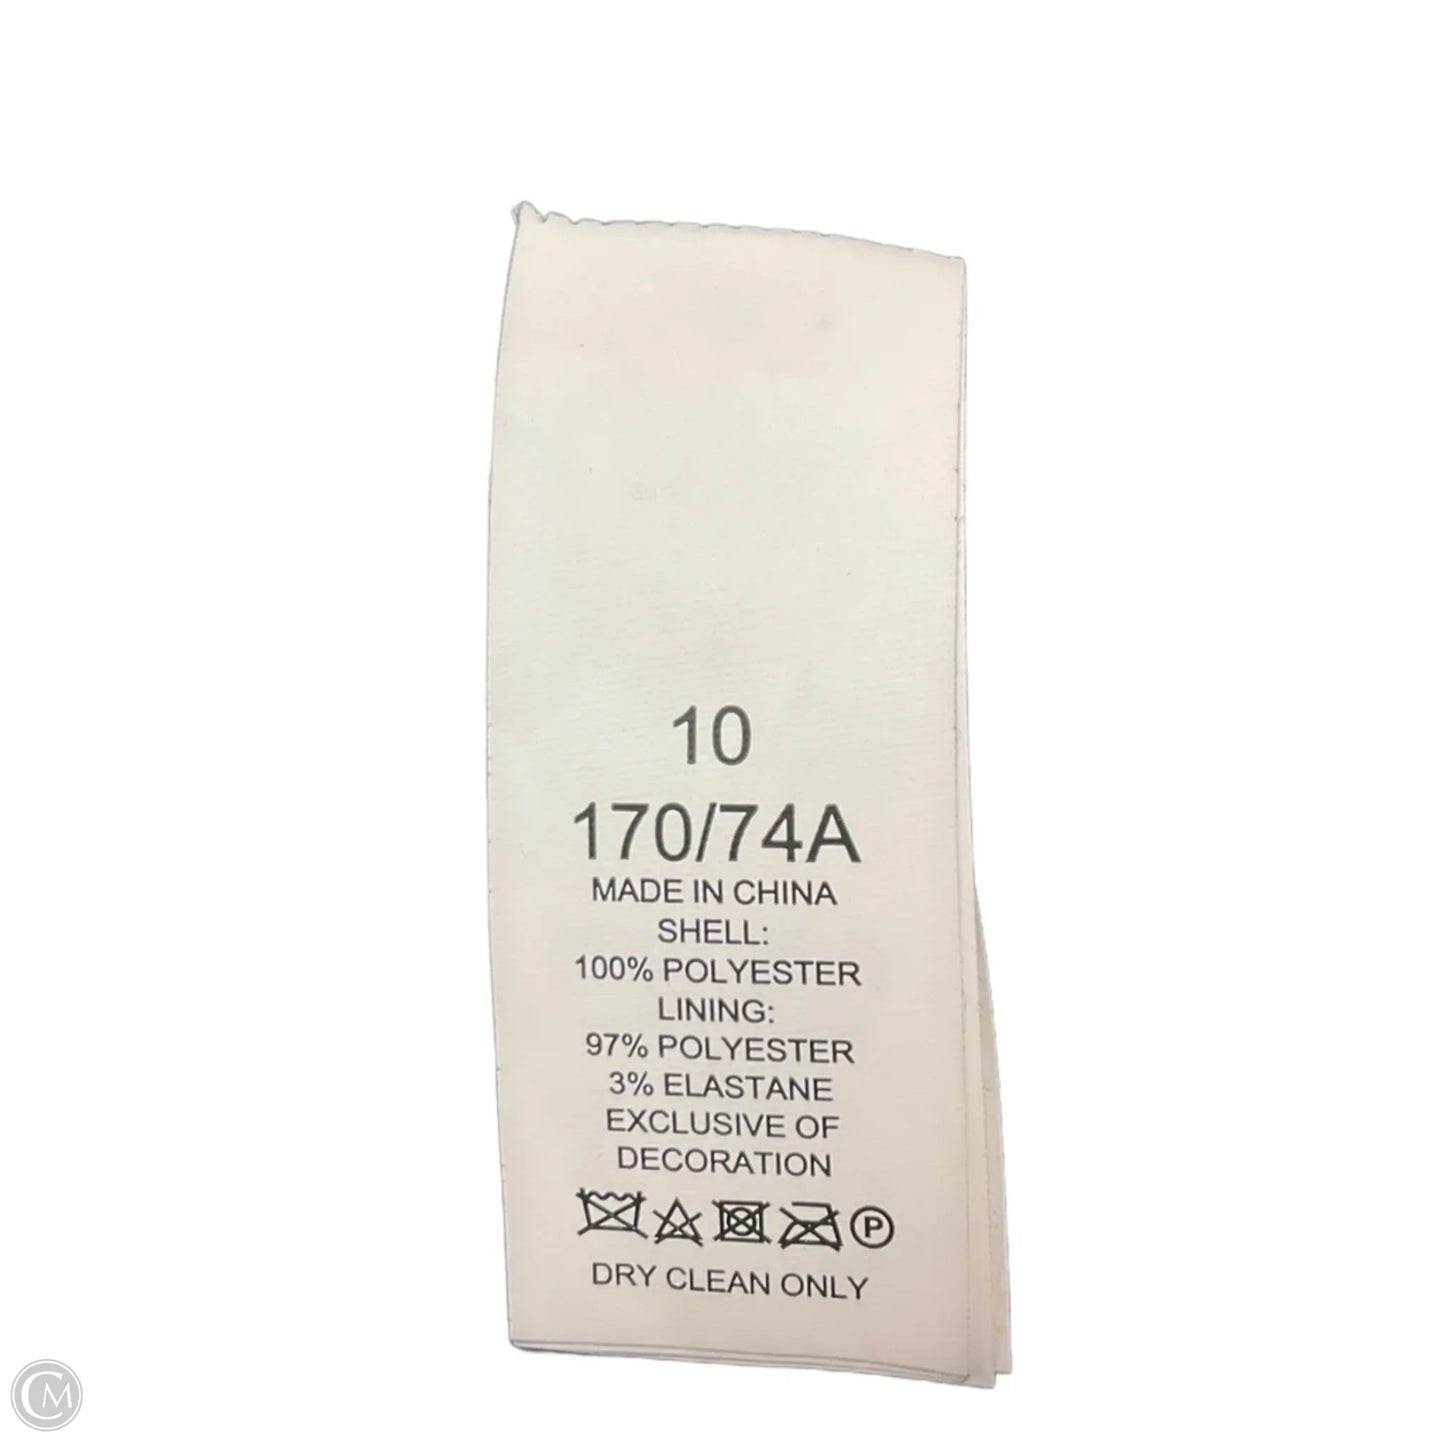 10
170/74A
MADE IN CHINA
SHELL:
100% POLYESTER
LINING:
97% POLYESTER
3% ELASTANE
EXCLUSIVE OF
DECORATION
P
DRY CLEAN ONLY
CM